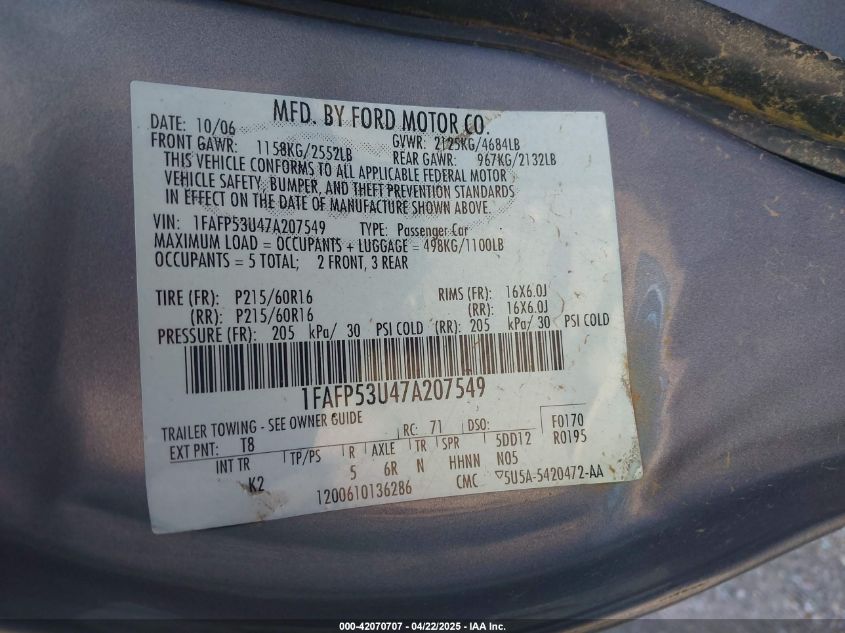 MFD. BY FORD MOTOR CO.
DATE: 10/06 GVWR: 2125KG/4684LB
FRONT GAWR: 1158KG/2552LB REAR GAWR: 967KG/2132LB
THIS VEHICLE CONFORMS TO ALL APPLICABLE FEDERAL MOTOR
VEHICLE SAFETY, BUMPER, AND THEFT PREVENTION STANDARDS
IN EFFECT ON THE DATE OF MANUFACTURE SHOWN ABOVE.
VIN: 1FAFP53U47A207549 TYPE: Passenger Car
MAXIMUM LOAD = OCCUPANTS + LUGGAGE = 498KG/1100LB
OCCUPANTS = 5 TOTAL; 2 FRONT, 3 REAR
TIRE (FR): P215/60R16 RIMS (FR): 16X6.0J
(RR): P215/60R16 (RR): 16X6.0J
PRESSURE (FR): 205 kPa/ 30 PSI COLD (RR): 205 kPa/ 30 PSI COLD
1FAFP53U47A207549
TRAILER TOWING - SEE OWNER GUIDE
EXT PNT: T8 RC: 71 DSO: F0170
INT TR TP/PS R AXLE TR SPR 5DD12 R0195
K2 5 6R N HHNN N05
1200610136286 CMC ▽5U5A-5420472-AA
000-42070707 - 04/22/2025 - IAA Inc.